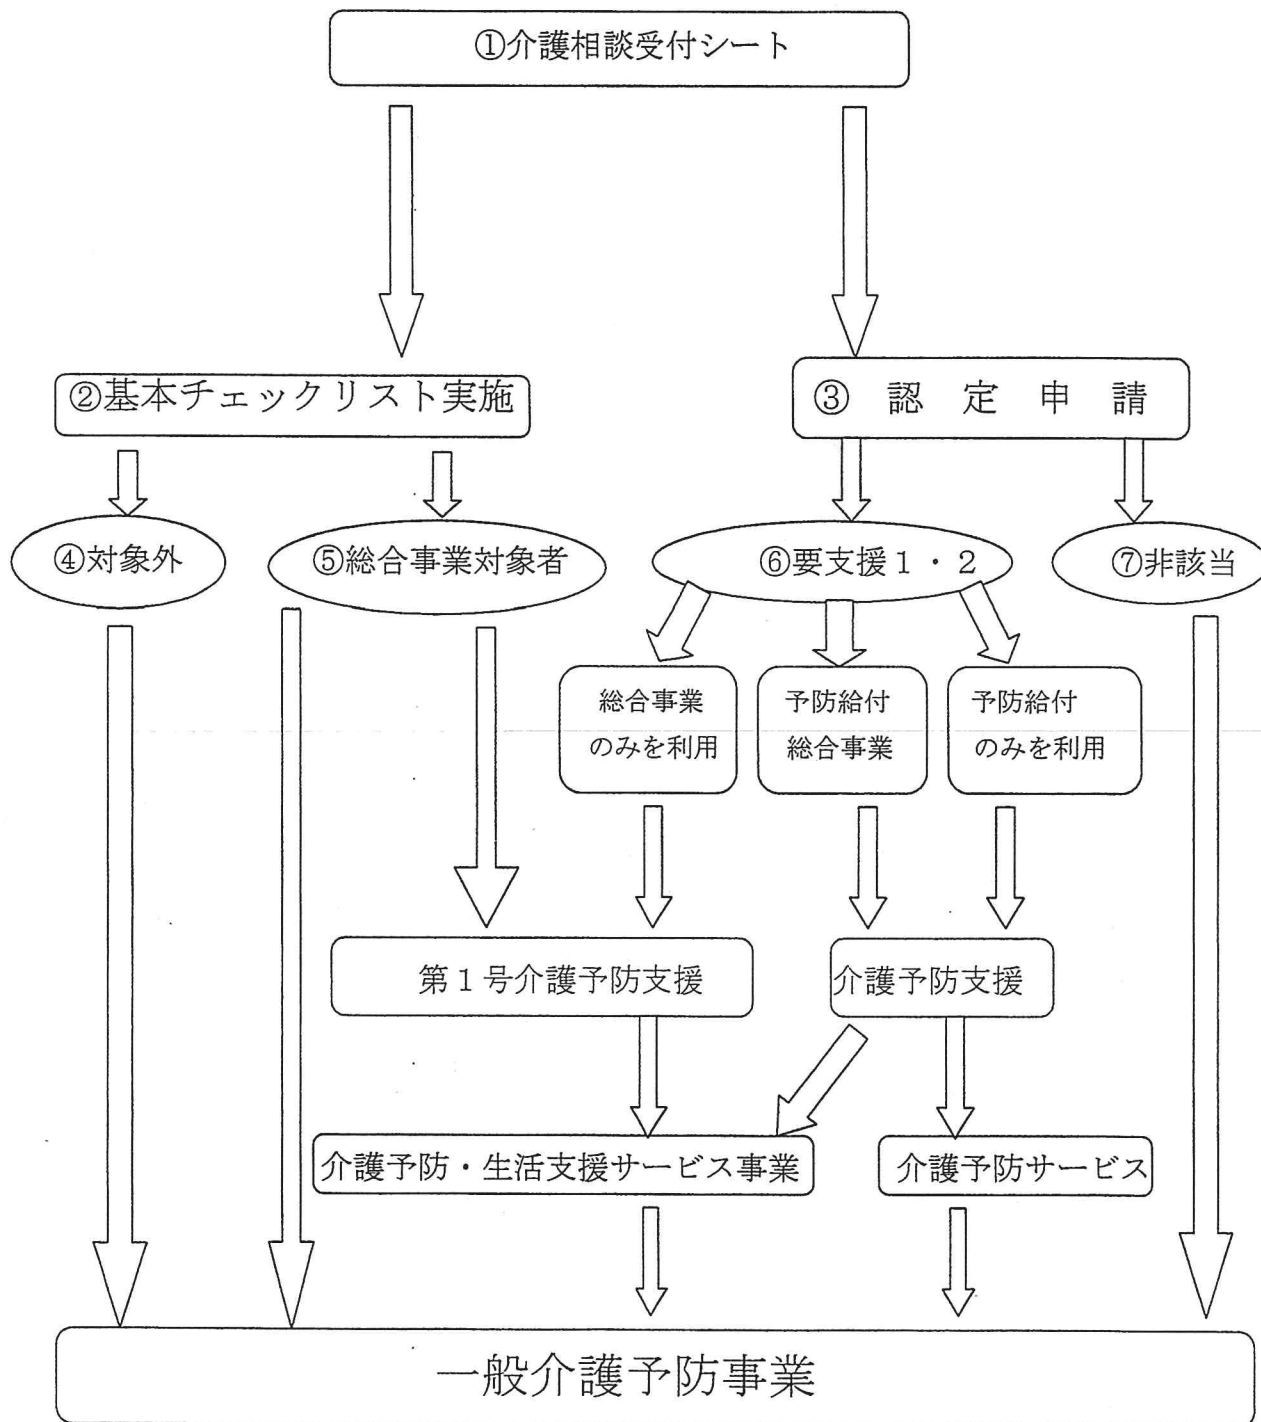 ①介護相談受付シート
②基本チェックリスト実施
③ 認 定 申 請
④対象外
⑤総合事業対象者
⑥要支援１・２
⑦非該当
総合事業
のみを利用
予防給付
総合事業
予防給付
のみを利用
第１号介護予防支援
介護予防支援
介護予防・生活支援サービス事業
介護予防サービス
一般介護予防事業